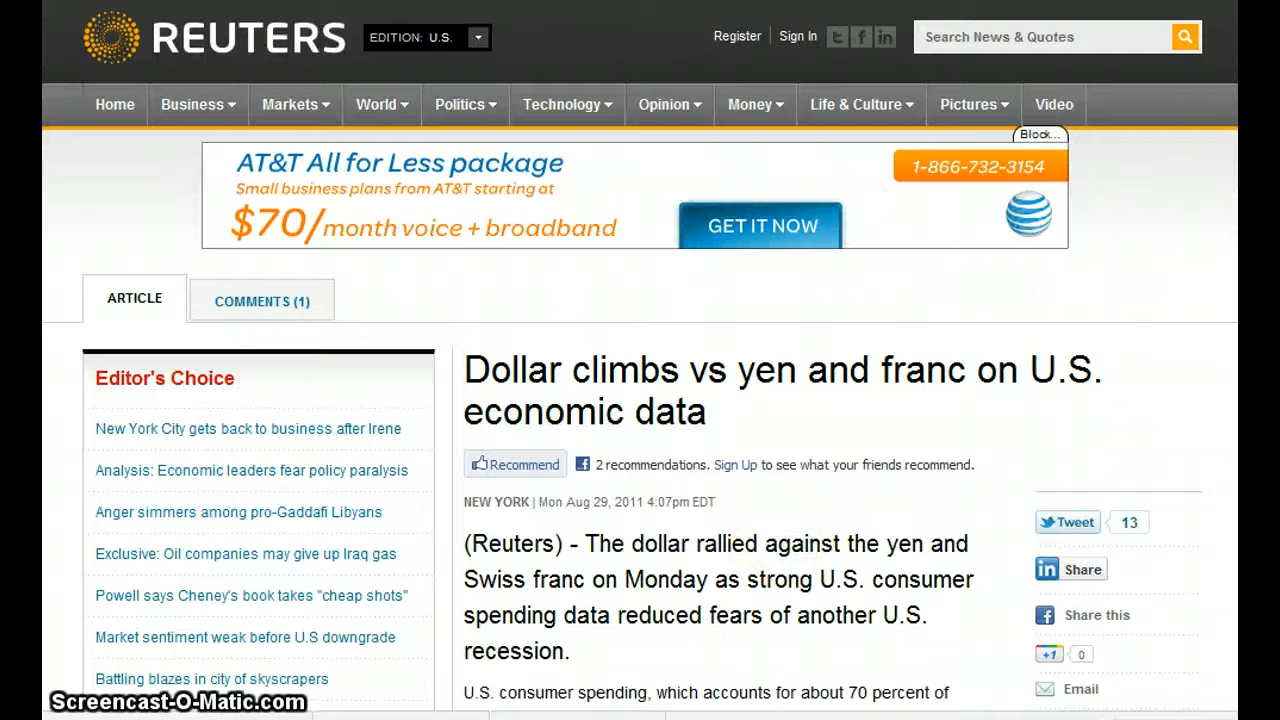 REUTERS
EDITION: U.S.
Register
Sign In
Search News & Quotes
Home Business Markets World Politics Technology Opinion Money Life & Culture Pictures Video
Block...
AT&T All for Less package
Small business plans from AT&T starting at
$70/month voice + broadband
GET IT NOW
1-866-732-3154
ARTICLE
COMMENTS (1)
Editor's Choice
New York City gets back to business after Irene
Analysis: Economic leaders fear policy paralysis
Anger simmers among pro-Gaddafi Libyans
Exclusive: Oil companies may give up Iraq gas
Powell says Cheney's book takes "cheap shots"
Market sentiment weak before U.S downgrade
Battling blazes in city of skyscrapers
Dollar climbs vs yen and franc on U.S.
economic data
Recommend
2 recommendations. Sign Up to see what your friends recommend.
NEW YORK | Mon Aug 29, 2011 4:07pm EDT
(Reuters) - The dollar rallied against the yen and
Swiss franc on Monday as strong U.S. consumer
spending data reduced fears of another U.S.
recession.
U.S. consumer spending, which accounts for about 70 percent of
Tweet 13
in Share
Share this
+1 0
Email
Screencast-O-Matic.com